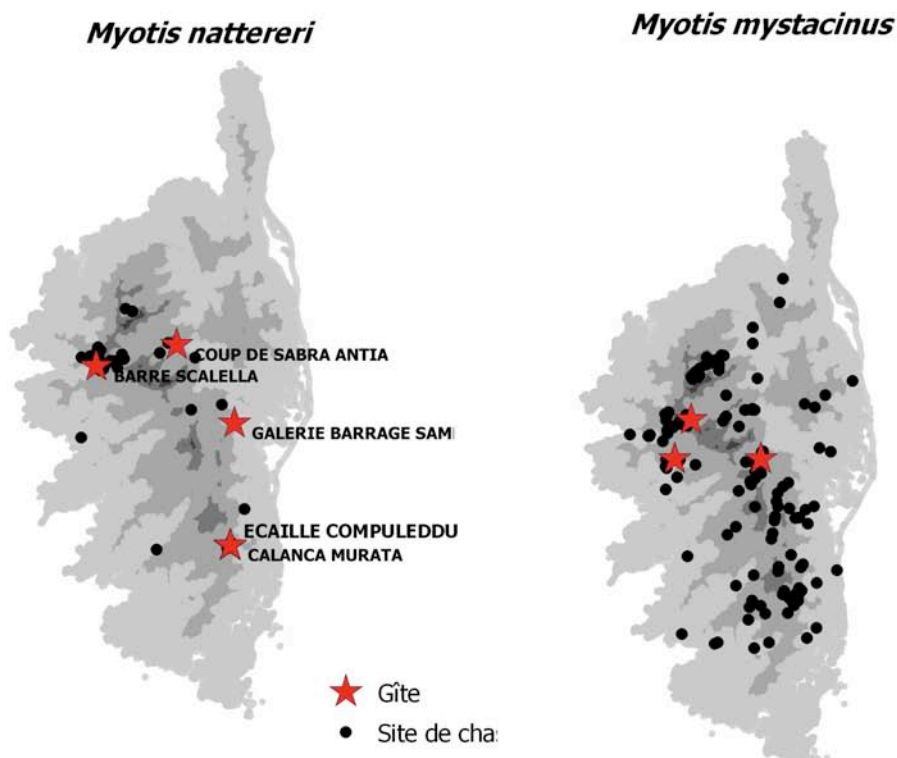 Myotis nattereri
Myotis mystacinus
COUP DE SABRA ANTIA
BARRE SCALELLA
GALERIE BARRAGE SAM
ECAILLE COMPULEDDU
CALANCA MURATA
Gîte
Site de chas